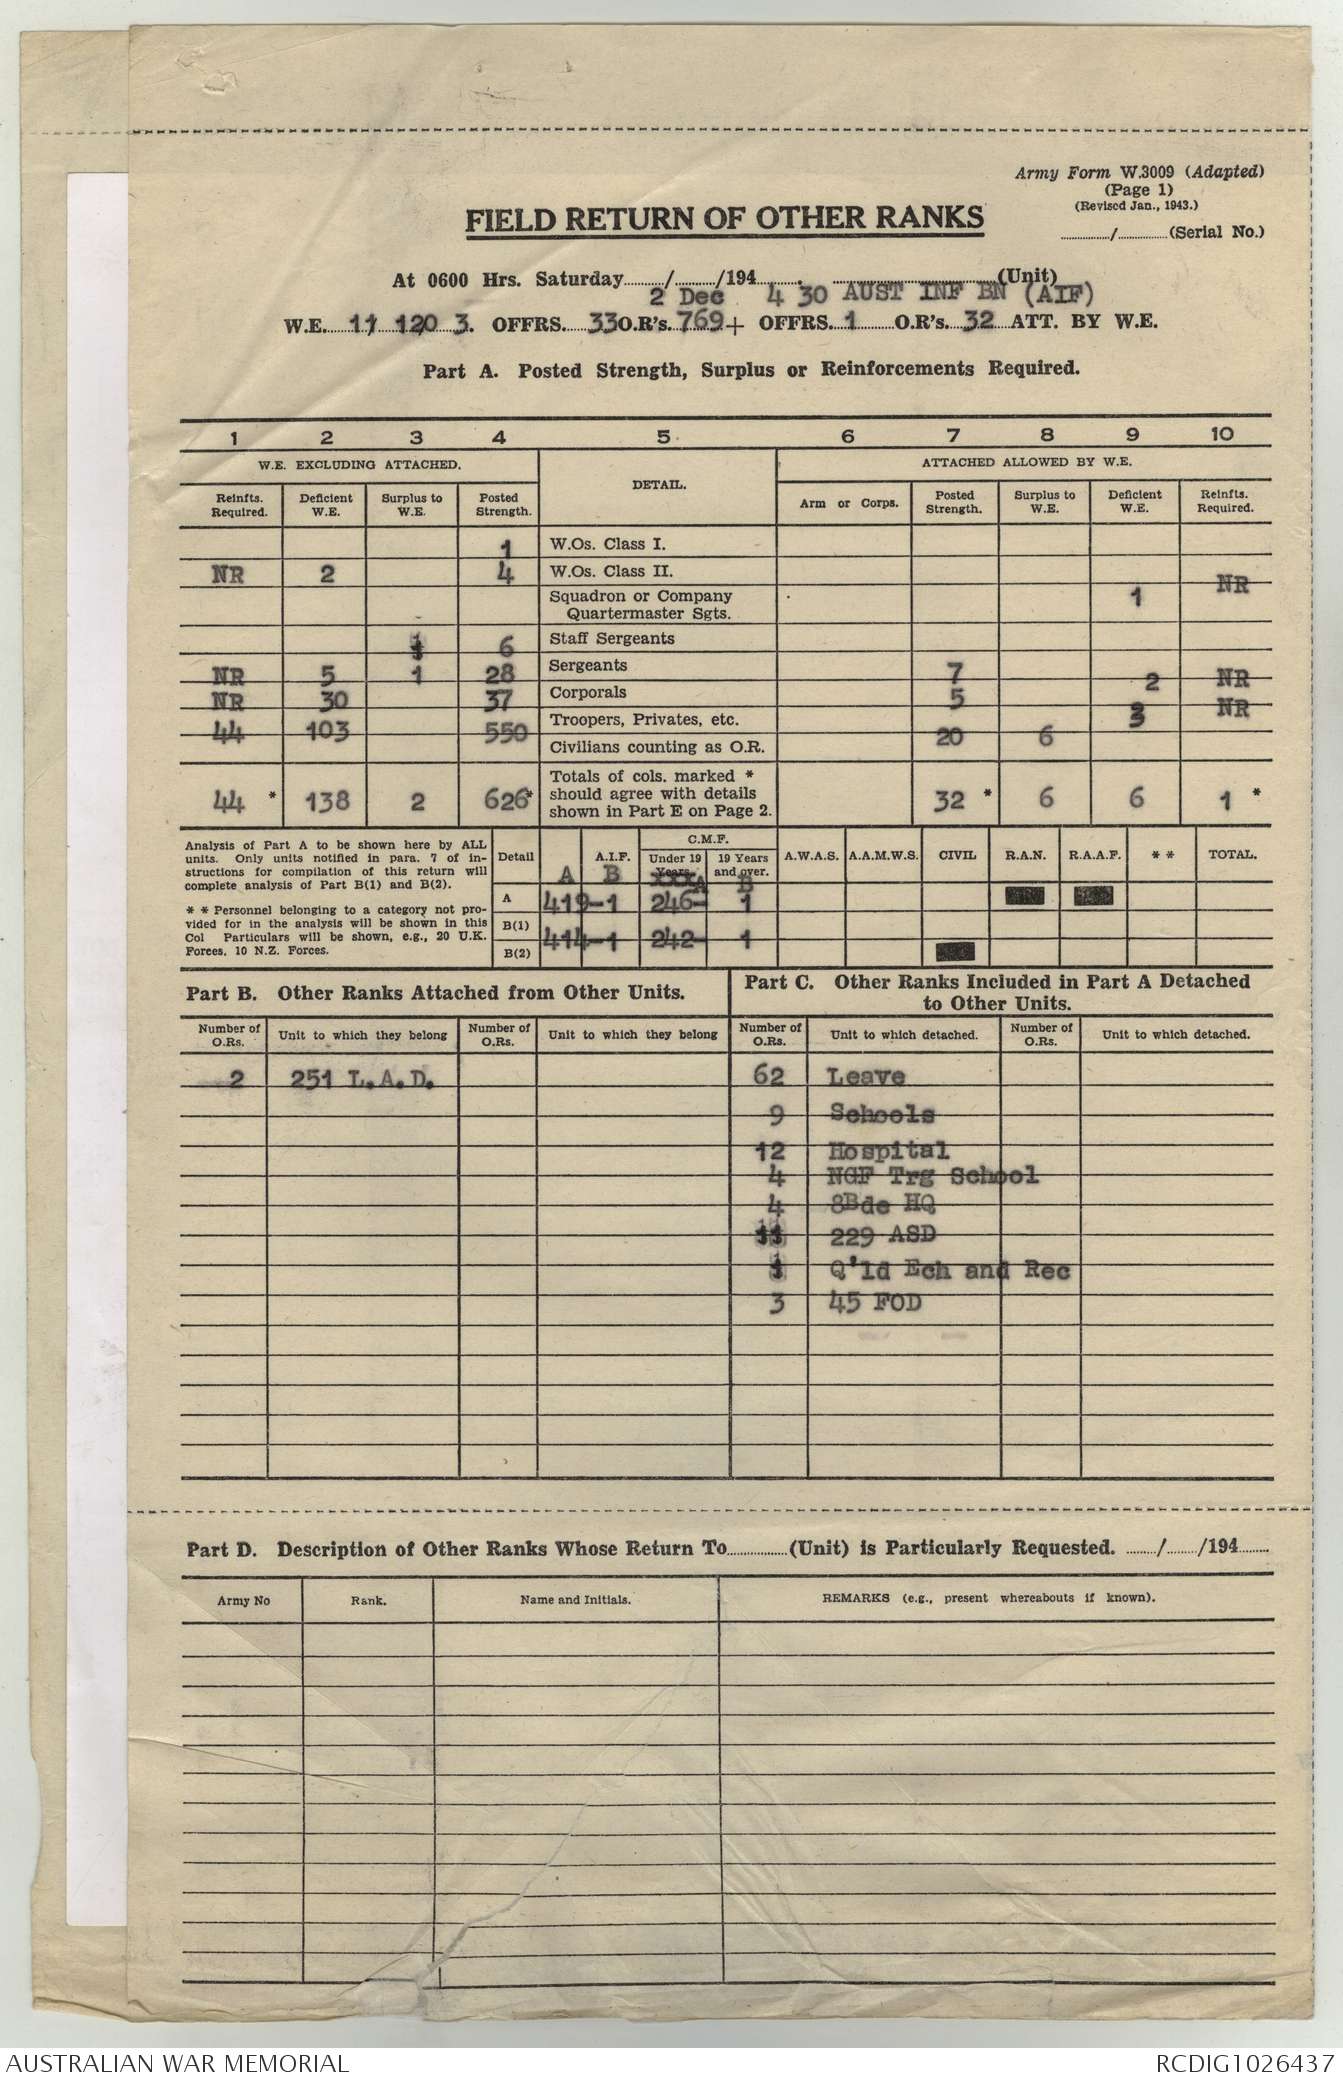 Army Form W.3009 (Adapted)
(Page 1)
(Revised Jan., 1943.)
FIELD RETURN OF OTHER RANKS
........./.........(Serial No.)
At 0600 Hrs. Saturday......../......../194........ ........................(Unit)
2 Dec 4 30 AUST INF BN (AIF)
W.E. 11 120 3. OFFRS. 33 O.R's. 769+ OFFRS. 1 O.R's. 32 ATT. BY W.E.
Part A. Posted Strength, Surplus or Reinforcements Required.
1 2 3 4 5 6 7 8 9 10
W.E. EXCLUDING ATTACHED. DETAIL. ATTACHED ALLOWED BY W.E.
Reinfts. Required. Deficient W.E. Surplus to W.E. Posted Strength. Arm or Corps. Posted Strength. Surplus to W.E. Deficient W.E. Reinfts. Required.
1 W.Os. Class I.
NR 2 4 W.Os. Class II.
Squadron or Company Quartermaster Sgts. 1 NR
1 6 Staff Sergeants
NR 5 1 28 Sergeants 7 2 NR
NR 30 37 Corporals 5 3 NR
44 103 550 Troopers, Privates, etc. 20 6
Civilians counting as O.R.
44 * 138 2 626* Totals of cols. marked * should agree with details shown in Part E on Page 2. 32 * 6 6 1 *
Analysis of Part A to be shown here by ALL
units. Only units notified in para. 7 of in-
structions for compilation of this return will
complete analysis of Part B(1) and B(2).
* * Personnel belonging to a category not pro-
vided for in the analysis will be shown in this
Col Particulars will be shown, e.g., 20 U.K.
Forces, 10 N.Z. Forces.
Detail A.I.F. C.M.F. Under 19 Years. 19 Years and over. A.W.A.S. A.A.M.W.S. CIVIL R.A.N. R.A.A.F. * * TOTAL.
A B xxxxA B
A 419-1 246- 1
B(1) 414-1 242- 1
B(2)
Part B. Other Ranks Attached from Other Units.
Part C. Other Ranks Included in Part A Detached
to Other Units.
Number of O.Rs. Unit to which they belong Number of O.Rs. Unit to which they belong Number of O.Rs. Unit to which detached. Number of O.Rs. Unit to which detached.
2 251 L.A.D. 62 Leave
9 Schools
12 Hospital
4 NGF Trg School
4 8Bde HQ
11 229 ASD
1 Q'ld Ech and Rec
3 45 FOD
Part D. Description of Other Ranks Whose Return To...............(Unit) is Particularly Requested. ......../......../194........
Army No Rank. Name and Initials. REMARKS (e.g., present whereabouts if known).
AUSTRALIAN WAR MEMORIAL RCDIG1026437